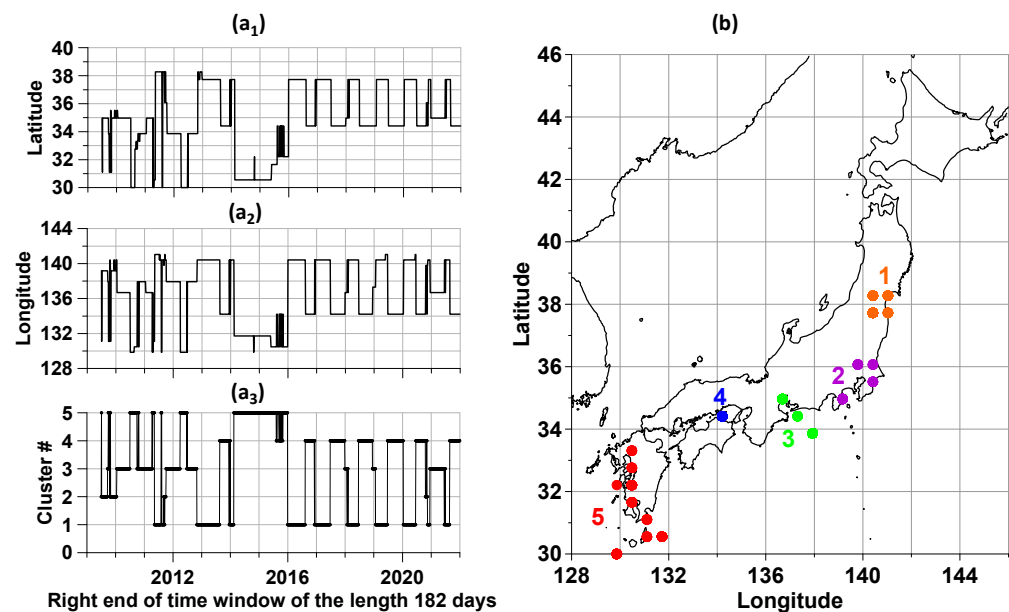 (a1)
40
38
36
34
32
30
Latitude
(a2)
144
140
136
132
128
Longitude
(a3)
5
4
3
2
1
0
Cluster #
2012 2016 2020
Right end of time window of the length 182 days
(b)
46
44
42
40
38
36
34
32
30
Latitude
1
2
3
4
5
128 132 136 140 144
Longitude